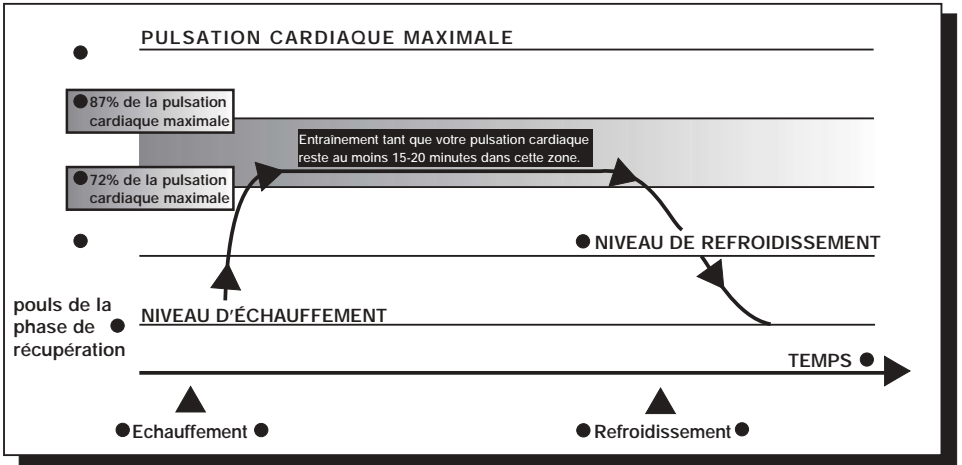 PULSATION CARDIAQUE MAXIMALE
87% de la pulsation
cardiaque maximale
Entraînement tant que votre pulsation cardiaque
reste au moins 15-20 minutes dans cette zone.
72% de la pulsation
cardiaque maximale
NIVEAU DE REFROIDISSEMENT
pouls de la
phase de
récupération
NIVEAU D'ÉCHAUFFEMENT
TEMPS
Echauffement
Refroidissement